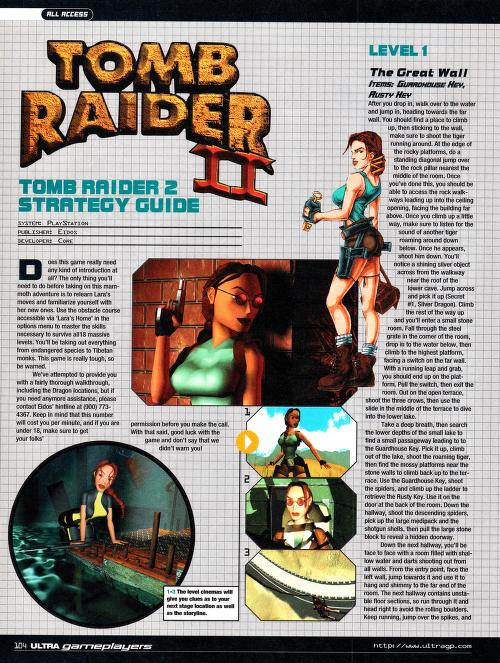 ALL ACCESS
TOMB
RAIDER
II
TOMB RAIDER 2
STRATEGY GUIDE
SYSTEM: PLAYSTATION
PUBLISHER: EIDOS
DEVELOPER: CORE
Does this game really need
any kind of introduction at
all? The only thing you'll
need to do before taking on this mam-
moth adventure is to relearn Lara's
moves and familiarize yourself with
her new ones. Use the obstacle course
accessible via 'Lara's Home' in the
options menu to master the skills
necessary to survive all 18 massive
levels. You'll be taking out everything
from endangered species to Tibetan
monks. This game is really tough, so
be warned.
We've attempted to provide you
with a fairly thorough walkthrough,
including the Dragon locations, but if
you need anymore assistance, please
contact Eidos' hintline at (900) 773-
4367. Keep in mind that this number
will cost you per minute, and if you are
under 18, make sure to get
your folks'
permission before you make the call.
With that said, good luck with the
game and don't say that we
didn't warn you!
1
2
3
1-3 The level cinemas will
give you clues as to your
next stage location as well
as the storyline.
LEVEL 1
The Great Wall
ITEMS: GUARDHOUSE KEY,
RUSTY KEY
After you drop in, walk over to the water
and jump in, heading towards the far
wall. You should find a place to climb
up, then sticking to the wall,
make sure to shoot the tiger
running around. At the edge of
the rocky platforms, do a
standing diagonal jump over
to the rock pillar nearest the
middle of the room. Once
you've done this, you should be
able to access the rock walk-
ways leading up into the ceiling
opening, facing the building far
above. Once you climb up a little
way, make sure to listen for the
sound of another tiger
roaming around down
below. Once he appears,
shoot him down. You'll
notice a shining silver object
across from the walkway
near the roof of the
lower cave. Jump across
and pick it up (Secret
#1, Silver Dragon). Climb
the rest of the way up
and you'll enter a small stone
room. Fall through the steel
grate in the corner of the room,
drop in to the water below, then
climb to the highest platform,
facing a switch on the far wall.
With a running leap and grab,
you should end up on the plat-
form. Pull the switch, then exit the
room. Out on the open terrace,
shoot the three crows, then use the
slide in the middle of the terrace to dive
into the lower lake.
Take a deep breath, then search
the lower depths of the small lake to
find a small passageway leading to to
the Guardhouse Key. Pick it up, climb
out of the lake, shoot the roaming tiger,
then find the mossy platforms near the
stone walls to climb back up to the ter-
race. Use the Guardhouse Key, shoot
the spiders, and climb up the ladder to
retrieve the Rusty Key. Use it on the
door at the back of the room. Down the
hallway, shoot the descending spiders,
pick up the large medipack and the
shotgun shells, then pull the large stone
block to reveal a hidden doorway.
Down the next hallway, you'll be
face to face with a room filled with shal-
low water and darts shooting out from
all walls. From the entry point, face the
left wall, jump towards it and use it to
hang and shimmy to the far end of the
room. The next hallway contains unsta-
ble floor sections, so run through it and
head right to avoid the rolling boulders.
Keep running, jump over the spikes, and
104 ULTRA gameplayers
http://www.ultragp.com